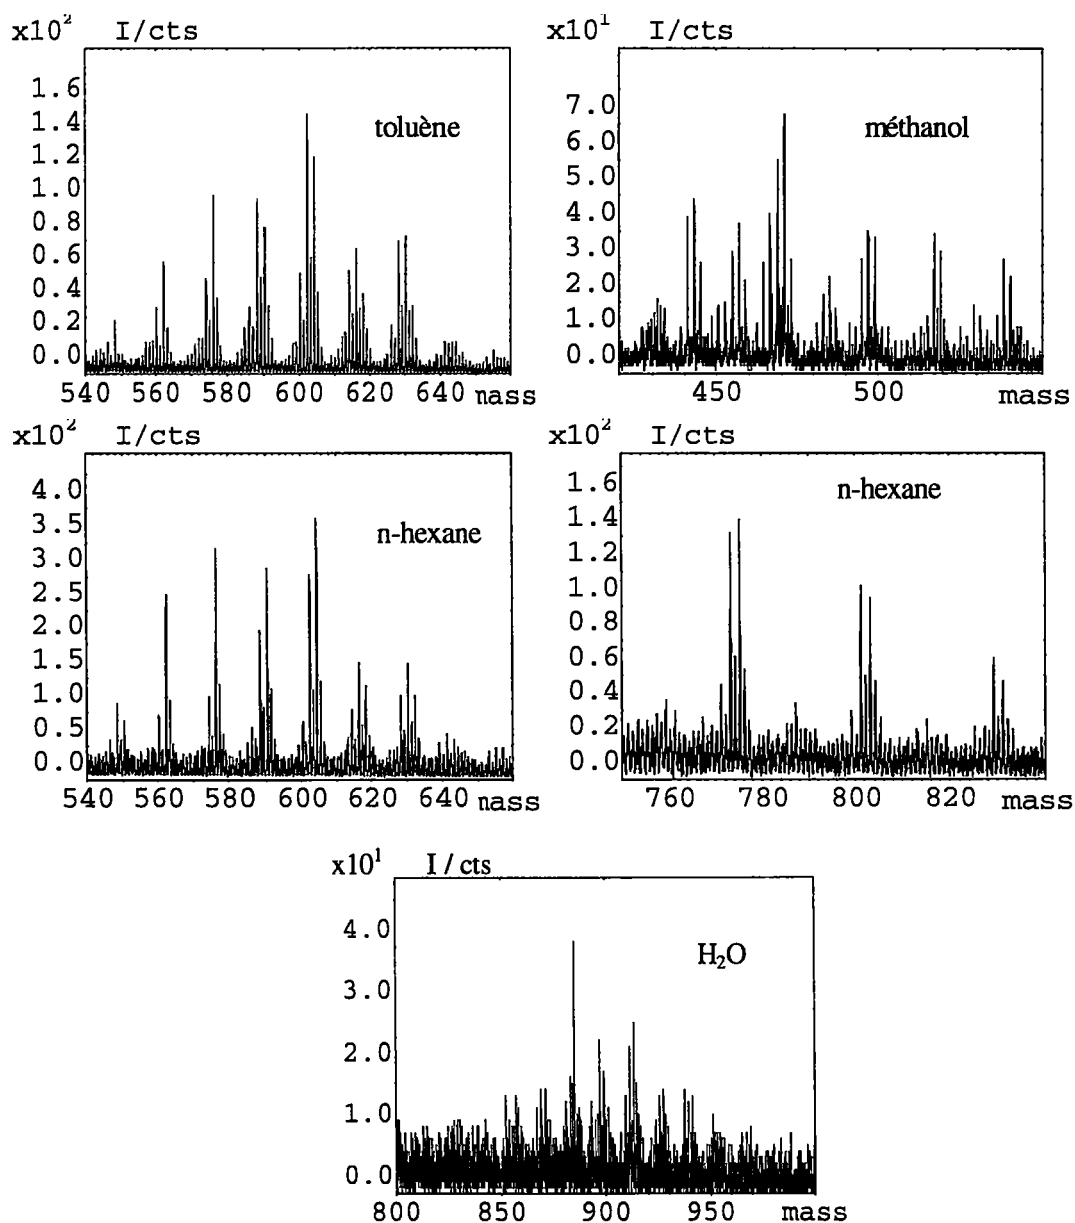 x10² I/cts
1.6
1.4
1.2
1.0
0.8
0.6
0.4
0.2
0.0
toluène
540 560 580 600 620 640 mass
x10¹ I/cts
7.0
6.0
5.0
4.0
3.0
2.0
1.0
0.0
méthanol
450 500 mass
x10² I/cts
4.0
3.5
3.0
2.5
2.0
1.5
1.0
0.5
0.0
n-hexane
540 560 580 600 620 640 mass
x10² I/cts
1.6
1.4
1.2
1.0
0.8
0.6
0.4
0.2
0.0
n-hexane
760 780 800 820 mass
x10¹ I / cts
4.0
3.0
2.0
1.0
0.0
H₂O
800 850 900 950 mass